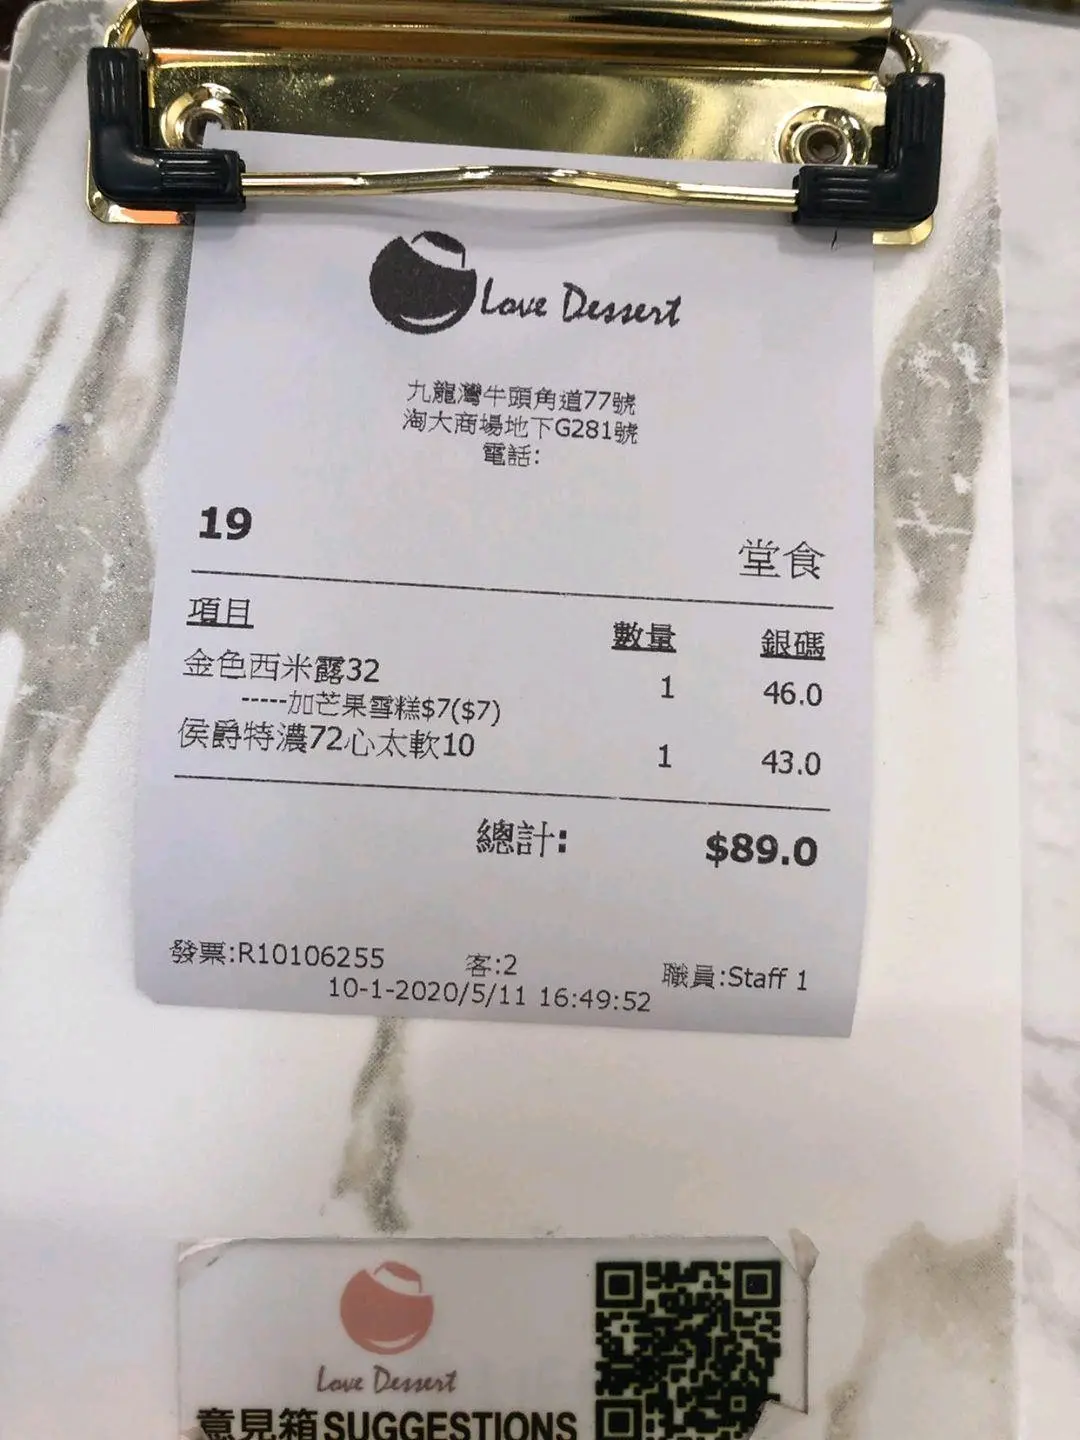 Love Dessert
九龍灣牛頭角道77號
淘大商場地下G281號
電話:
19
堂食
項目 數量 銀碼
金色西米露32 1 46.0
-----加芒果雪糕$7($7)
侯爵特濃72心太軟10 1 43.0
總計: $89.0
發票:R10106255 客:2 職員:Staff 1
10-1-2020/5/11 16:49:52
Love Dessert
意見箱SUGGESTIONS